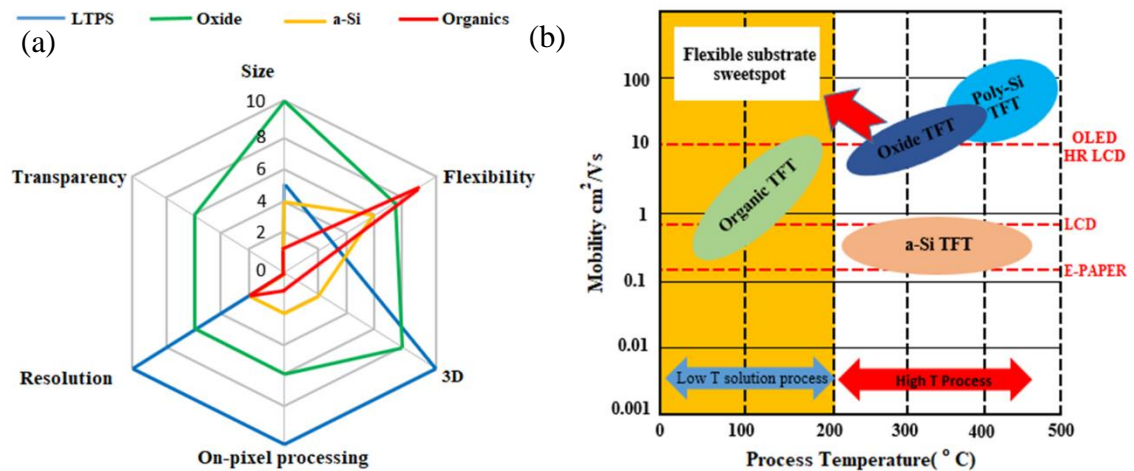 LTPS Oxide a-Si Organics
(a)
Size
10
8
6
4
2
0
Transparency
Flexibility
Resolution
3D
On-pixel processing
(b)
Flexible substrate
sweetspot
Poly-Si
TFT
Oxide TFT
Organic TFT
a-Si TFT
OLED
HR LCD
LCD
E-PAPER
Low T solution process
High T Process
Mobility cm²/Vs
100
10
1
0.1
0.01
0.001
0 100 200 300 400 500
Process Temperature( ° C)